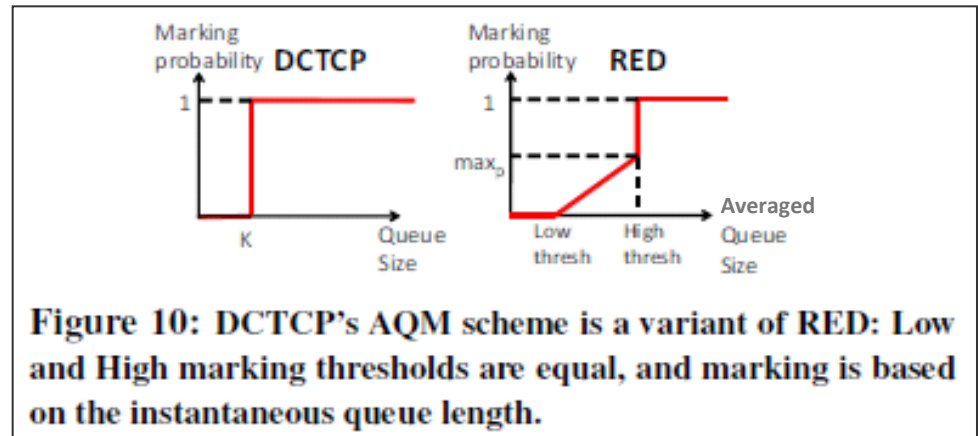 Marking
probability DCTCP
1
K
Queue
Size
Marking
probability RED
1
maxp
Low
thresh
High
thresh
Averaged
Queue
Size
Figure 10: DCTCP's AQM scheme is a variant of RED: Low
and High marking thresholds are equal, and marking is based
on the instantaneous queue length.